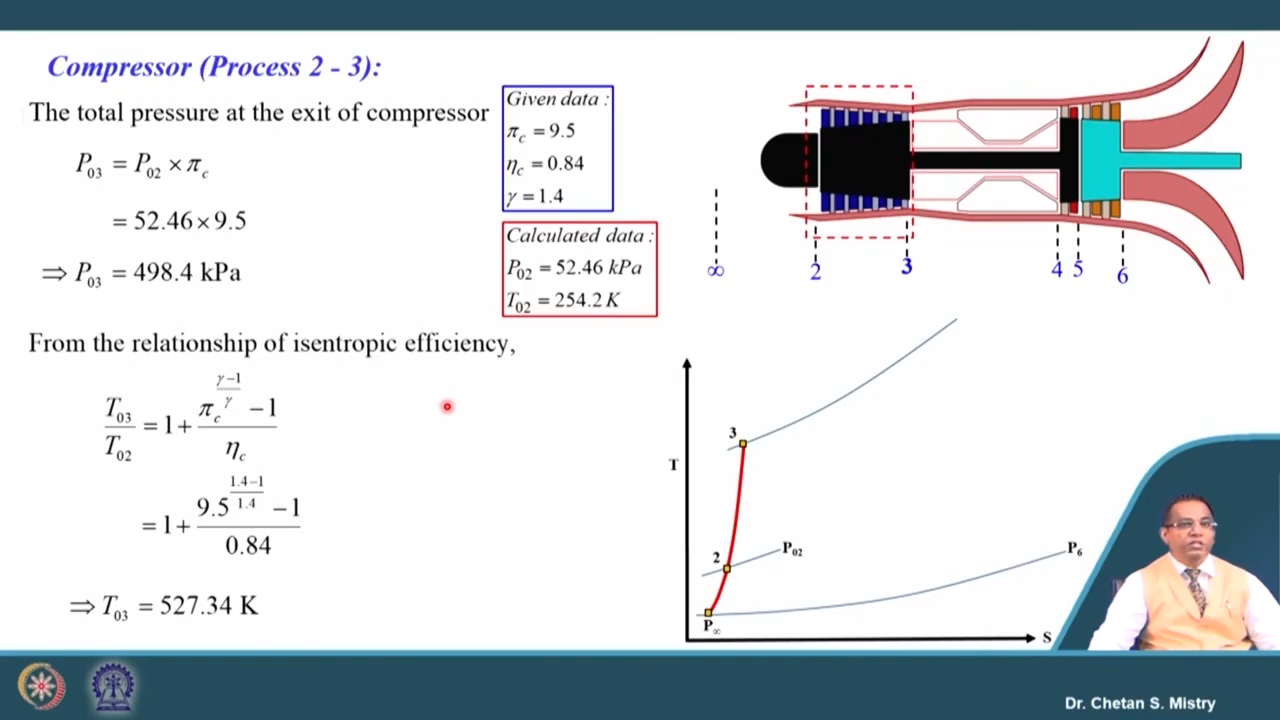 Compressor (Process 2 - 3):
The total pressure at the exit of compressor
P₀₃ = P₀₂ × π_c
= 52.46 × 9.5
⇒ P₀₃ = 498.4 kPa
From the relationship of isentropic efficiency,
T₀₃/T₀₂ = 1 + (π_c^((γ−1)/γ) − 1)/η_c
= 1 + (9.5^((1.4−1)/1.4) − 1)/0.84
⇒ T₀₃ = 527.34 K
Given data :
π_c = 9.5
η_c = 0.84
γ = 1.4
Calculated data :
P₀₂ = 52.46 kPa
T₀₂ = 254.2 K
∞ 2 3 4 5 6
T
3
2
P₀₂
P₆
P_∞
S
Dr. Chetan S. Mistry